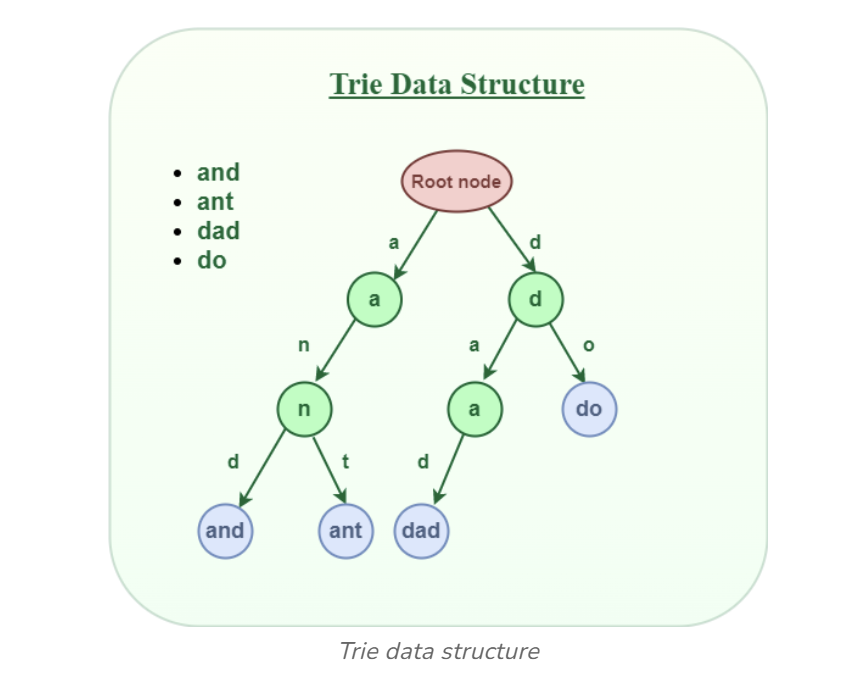 Trie Data Structure
and
ant
dad
do
Root node
a
d
a
d
n
a
o
n
a
do
d
t
d
and
ant
dad
Trie data structure